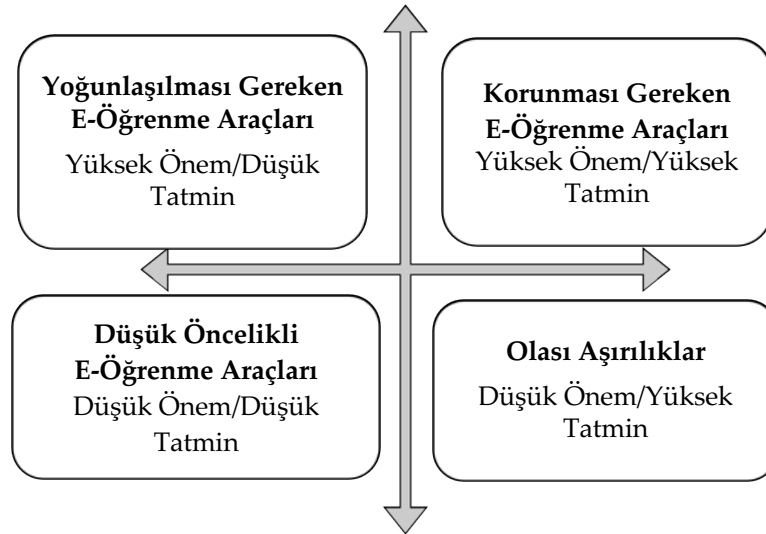 Yoğunlaşılması Gereken
E-Öğrenme Araçları
Yüksek Önem/Düşük
Tatmin
Korunması Gereken
E-Öğrenme Araçları
Yüksek Önem/Yüksek
Tatmin
Düşük Öncelikli
E-Öğrenme Araçları
Düşük Önem/Düşük
Tatmin
Olası Aşırılıklar
Düşük Önem/Yüksek
Tatmin